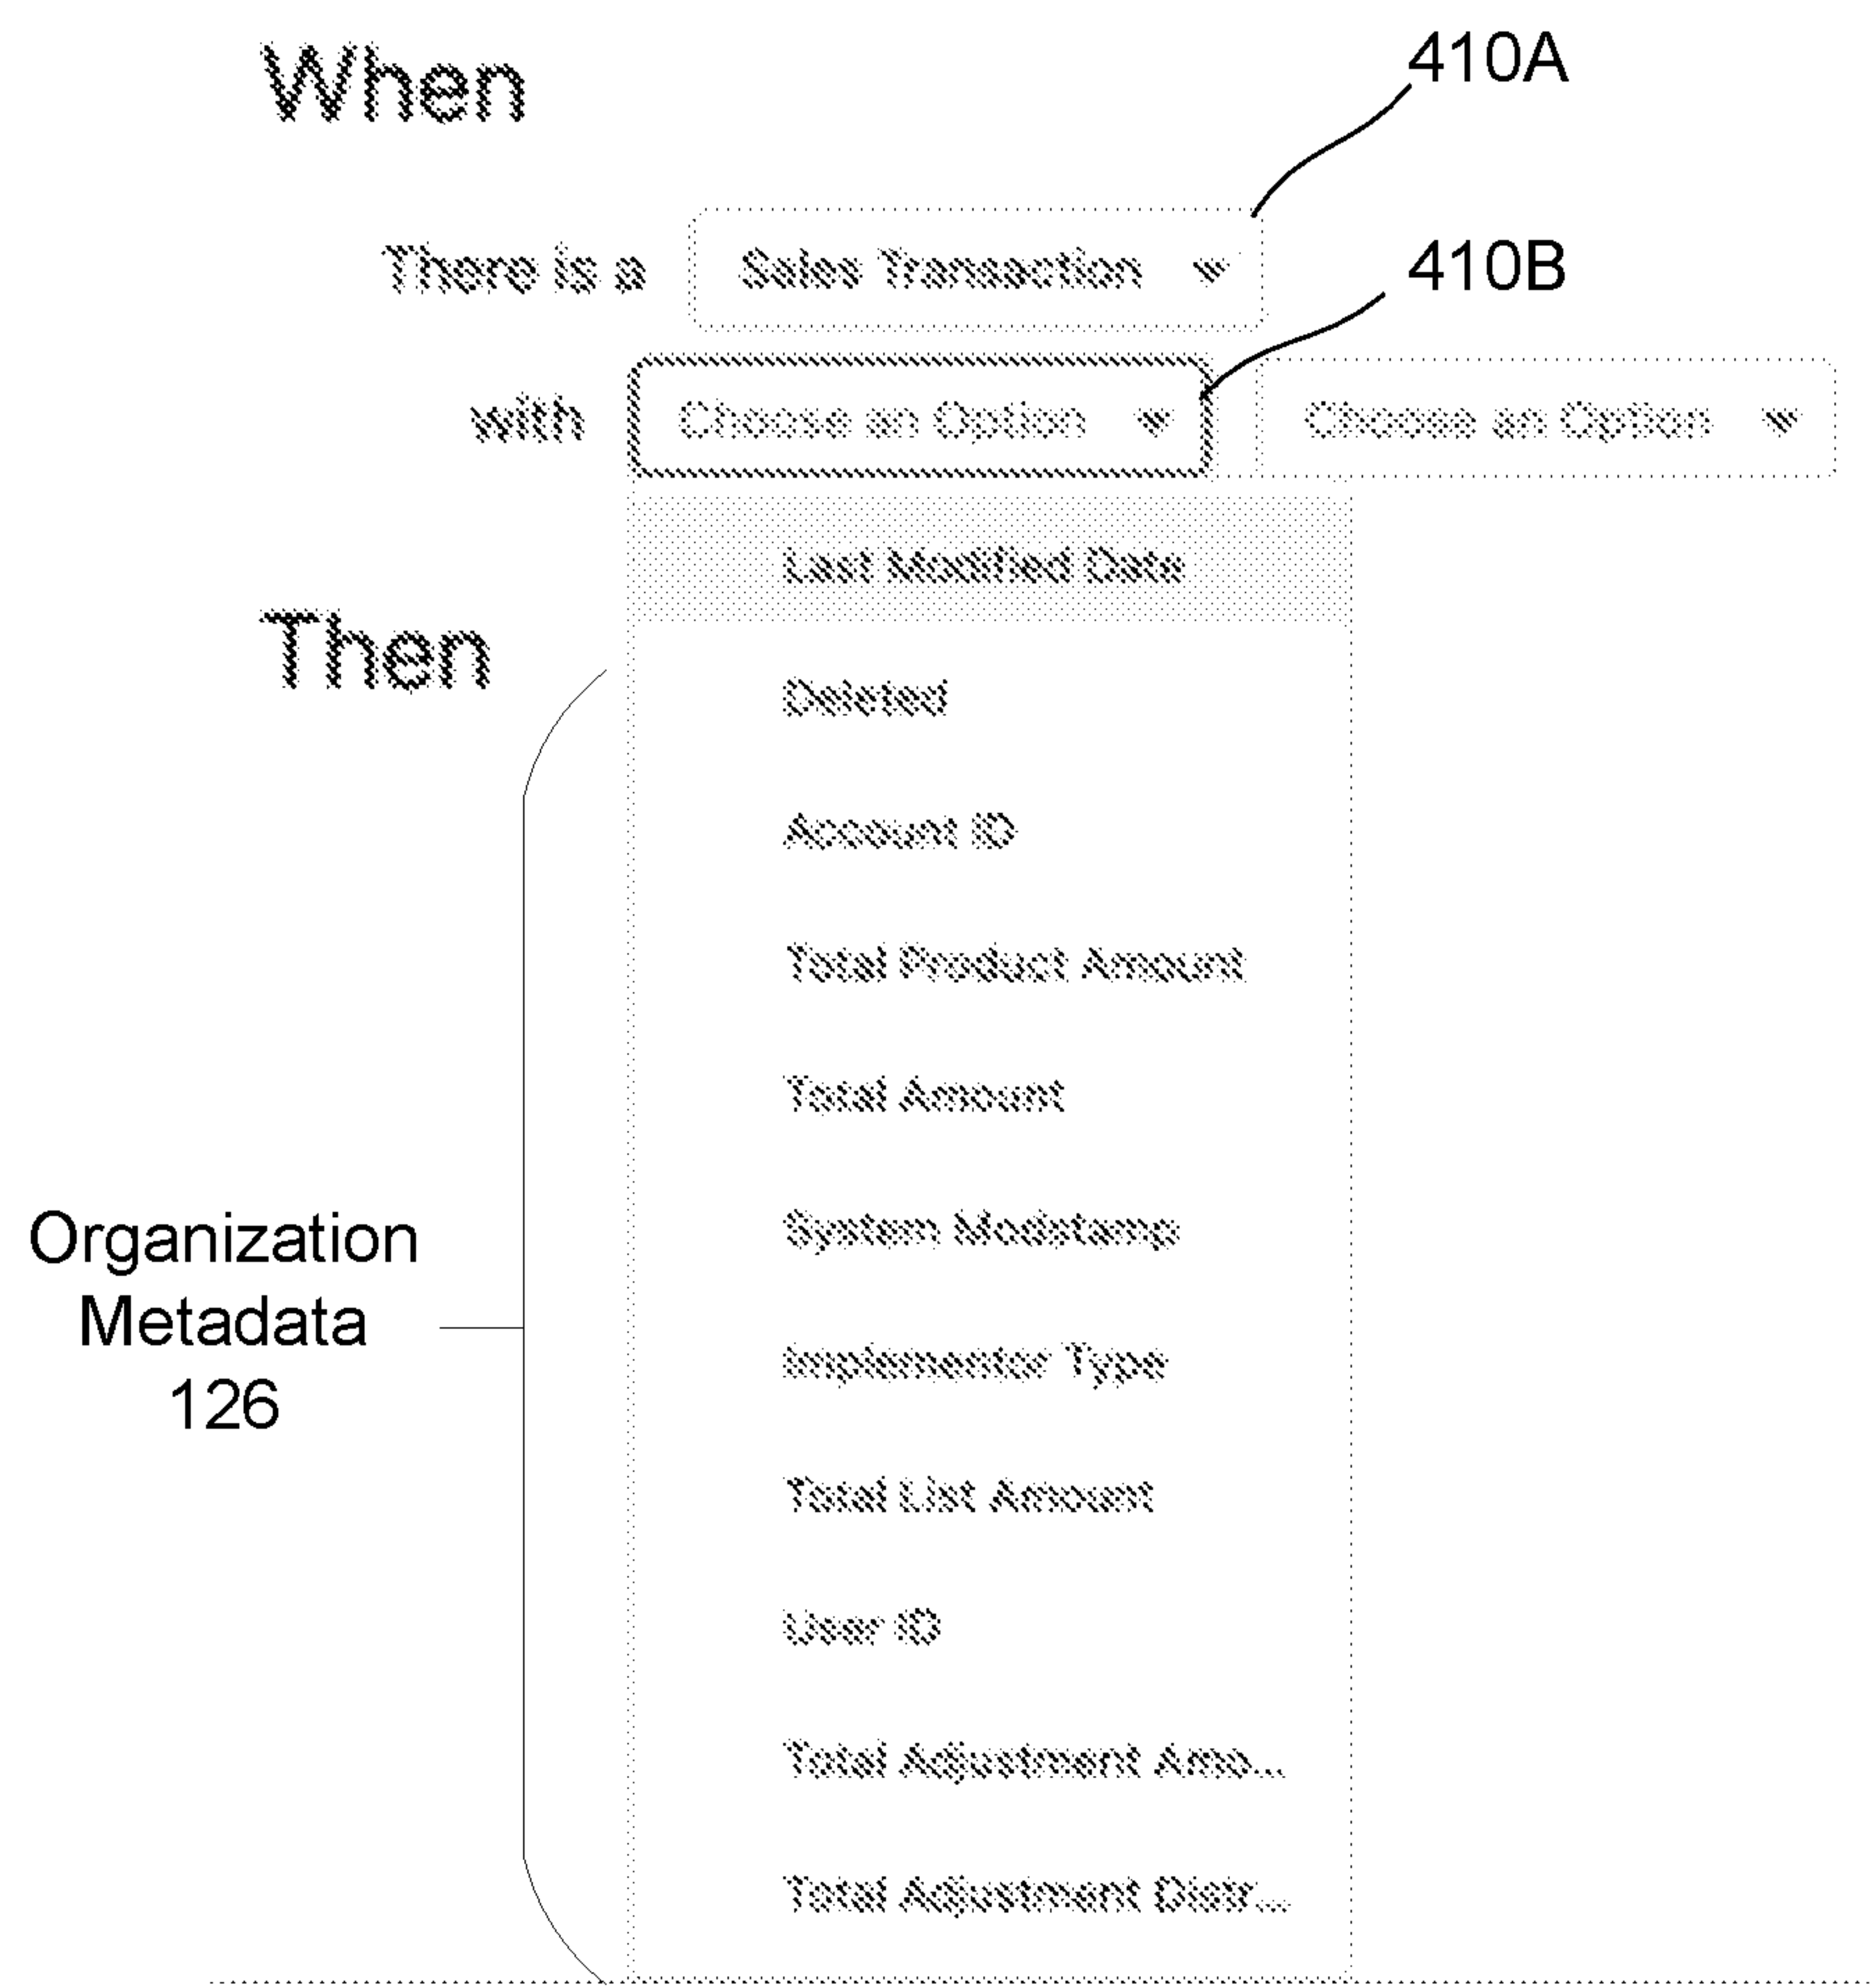 When
410A
There is a Sales Transaction
410B
with Choose an Option Choose an Option
Last Modified Date
Then
Deleted
Account ID
Total Product Amount
Total Amount
System Modstamp
Organization
Metadata
126
Implementor Type
Total List Amount
User ID
Total Adjustment Amo...
Total Adjustment Distr...